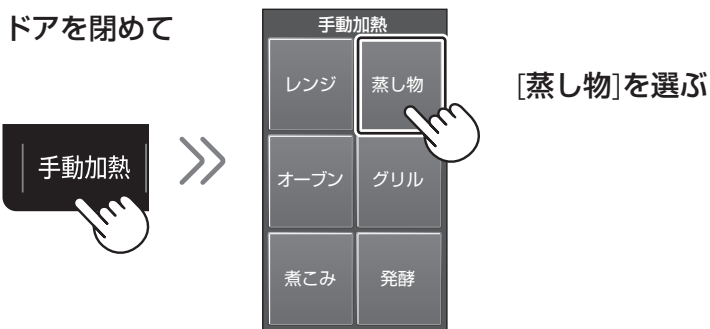 ドアを閉めて
手動加熱
手動加熱
レンジ 蒸し物
オーブン グリル
煮こみ 発酵
[蒸し物]を選ぶ